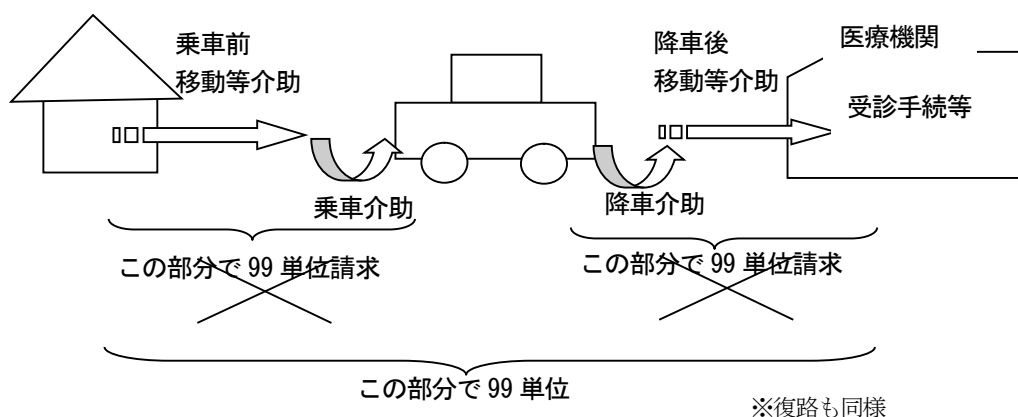 乗車前
移動等介助
降車後
移動等介助
医療機関
受診手続等
乗車介助
降車介助
この部分で 99 単位請求
この部分で 99 単位請求
この部分で 99 単位
※復路も同様